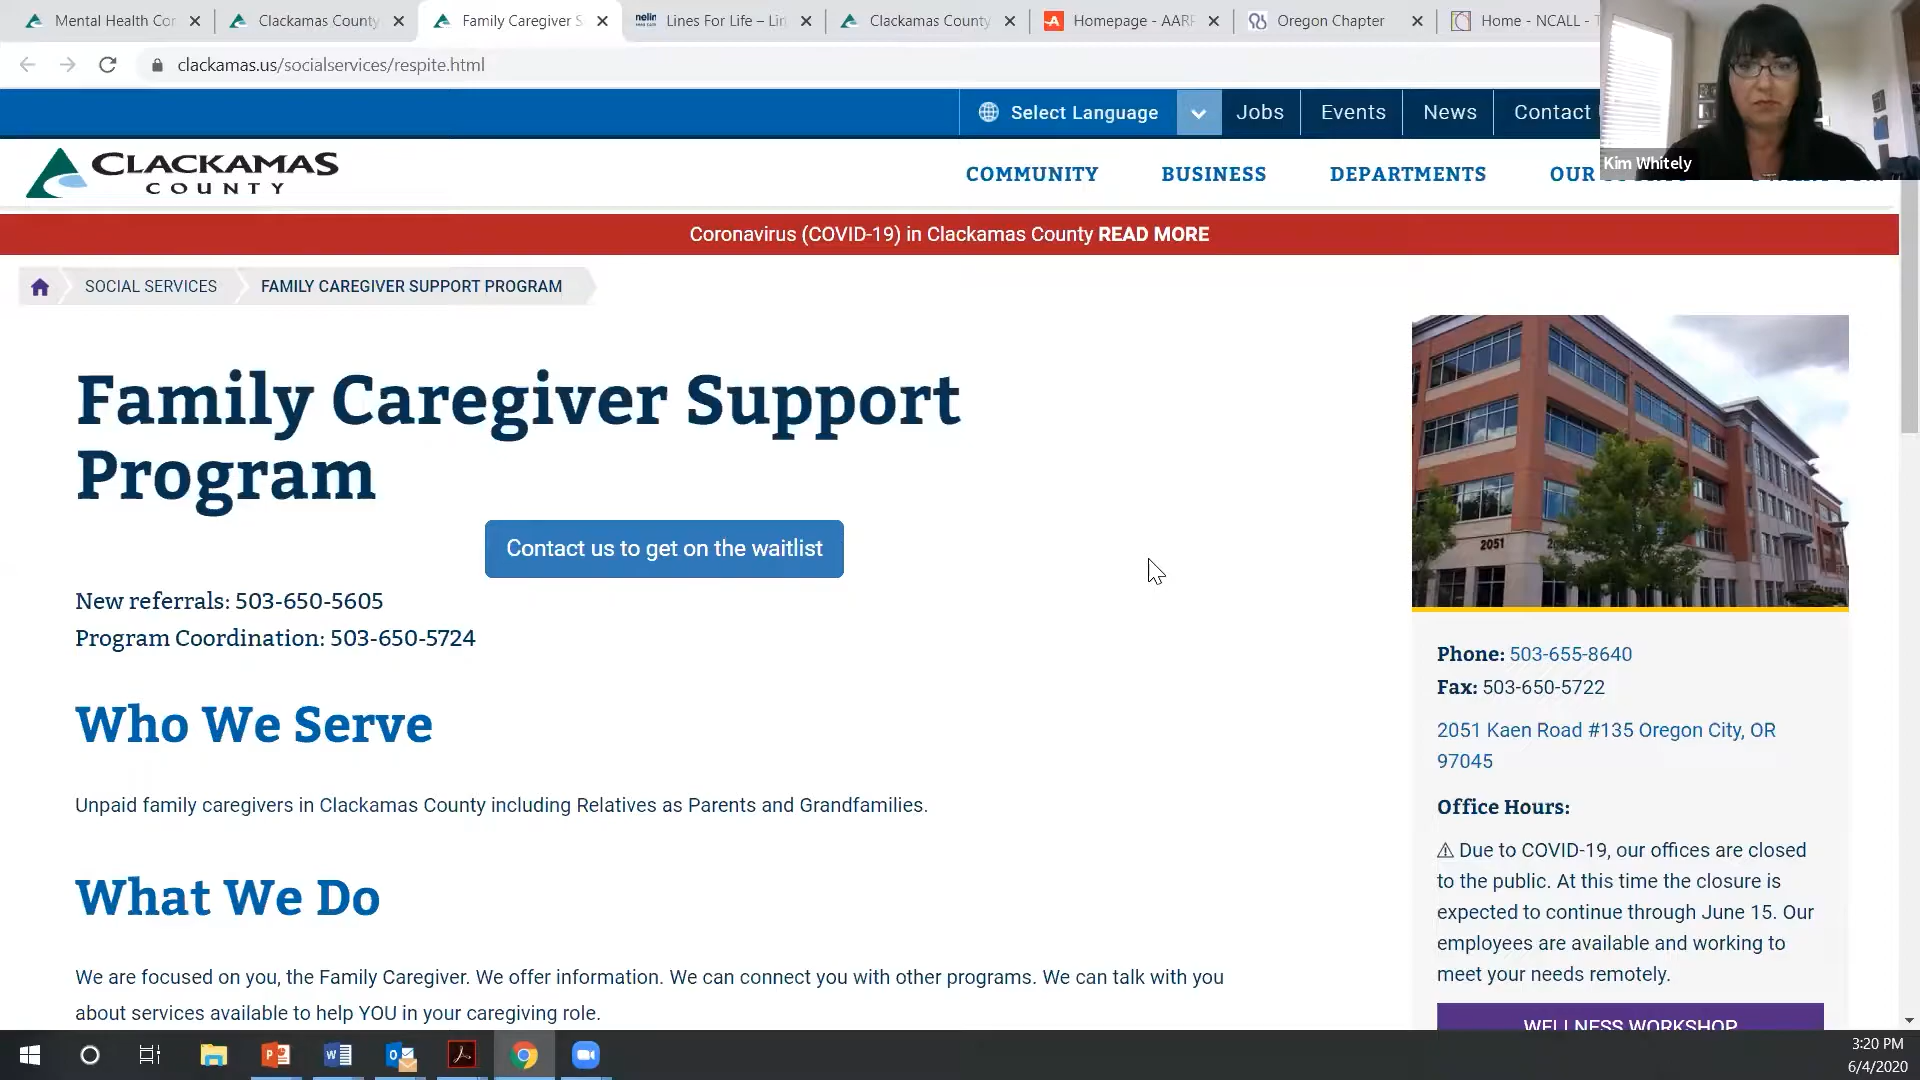 Mental Health Cor
Clackamas County
Family Caregiver S
Lines For Life – Lin
Clackamas County
Homepage - AARP
Oregon Chapter
Home - NCALL - T
clackamas.us/socialservices/respite.html
Select Language
Jobs
Events
News
Contact
Kim Whitely
CLACKAMAS
COUNTY
COMMUNITY
BUSINESS
DEPARTMENTS
OUR
Coronavirus (COVID-19) in Clackamas County READ MORE
SOCIAL SERVICES
FAMILY CAREGIVER SUPPORT PROGRAM
Family Caregiver Support
Program
Contact us to get on the waitlist
New referrals: 503-650-5605
Program Coordination: 503-650-5724
Who We Serve
Unpaid family caregivers in Clackamas County including Relatives as Parents and Grandfamilies.
What We Do
We are focused on you, the Family Caregiver. We offer information. We can connect you with other programs. We can talk with you
about services available to help YOU in your caregiving role.
2051
Phone: 503-655-8640
Fax: 503-650-5722
2051 Kaen Road #135 Oregon City, OR
97045
Office Hours:
⚠ Due to COVID-19, our offices are closed
to the public. At this time the closure is
expected to continue through June 15. Our
employees are available and working to
meet your needs remotely.
WELLNESS WORKSHOP
3:20 PM
6/4/2020